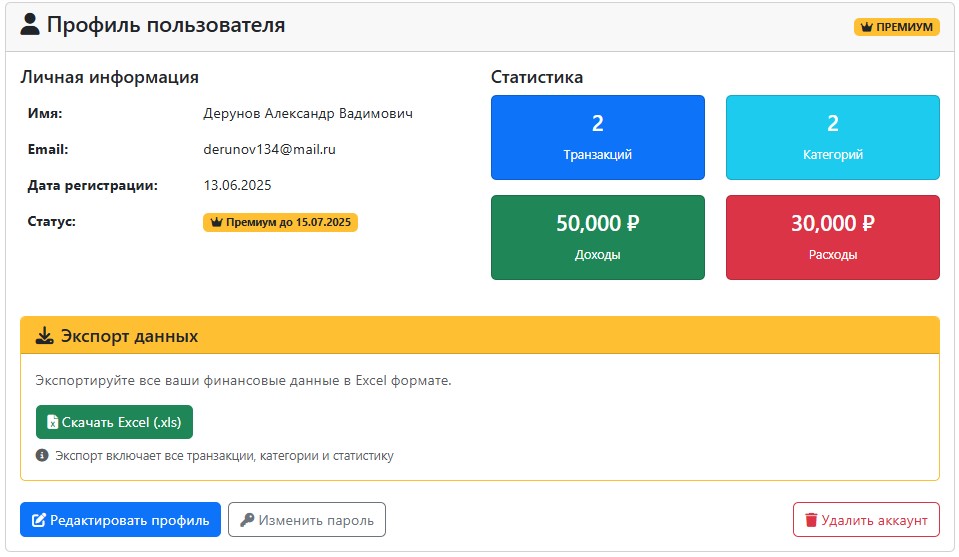 Профиль пользователя
ПРЕМИУМ
Личная информация
Имя: Дерунов Александр Вадимович
Email: derunov134@mail.ru
Дата регистрации: 13.06.2025
Статус: Премиум до 15.07.2025
Статистика
2
Транзакций
2
Категорий
50,000 ₽
Доходы
30,000 ₽
Расходы
Экспорт данных
Экспортируйте все ваши финансовые данные в Excel формате.
Скачать Excel (.xls)
Экспорт включает все транзакции, категории и статистику
Редактировать профиль
Изменить пароль
Удалить аккаунт